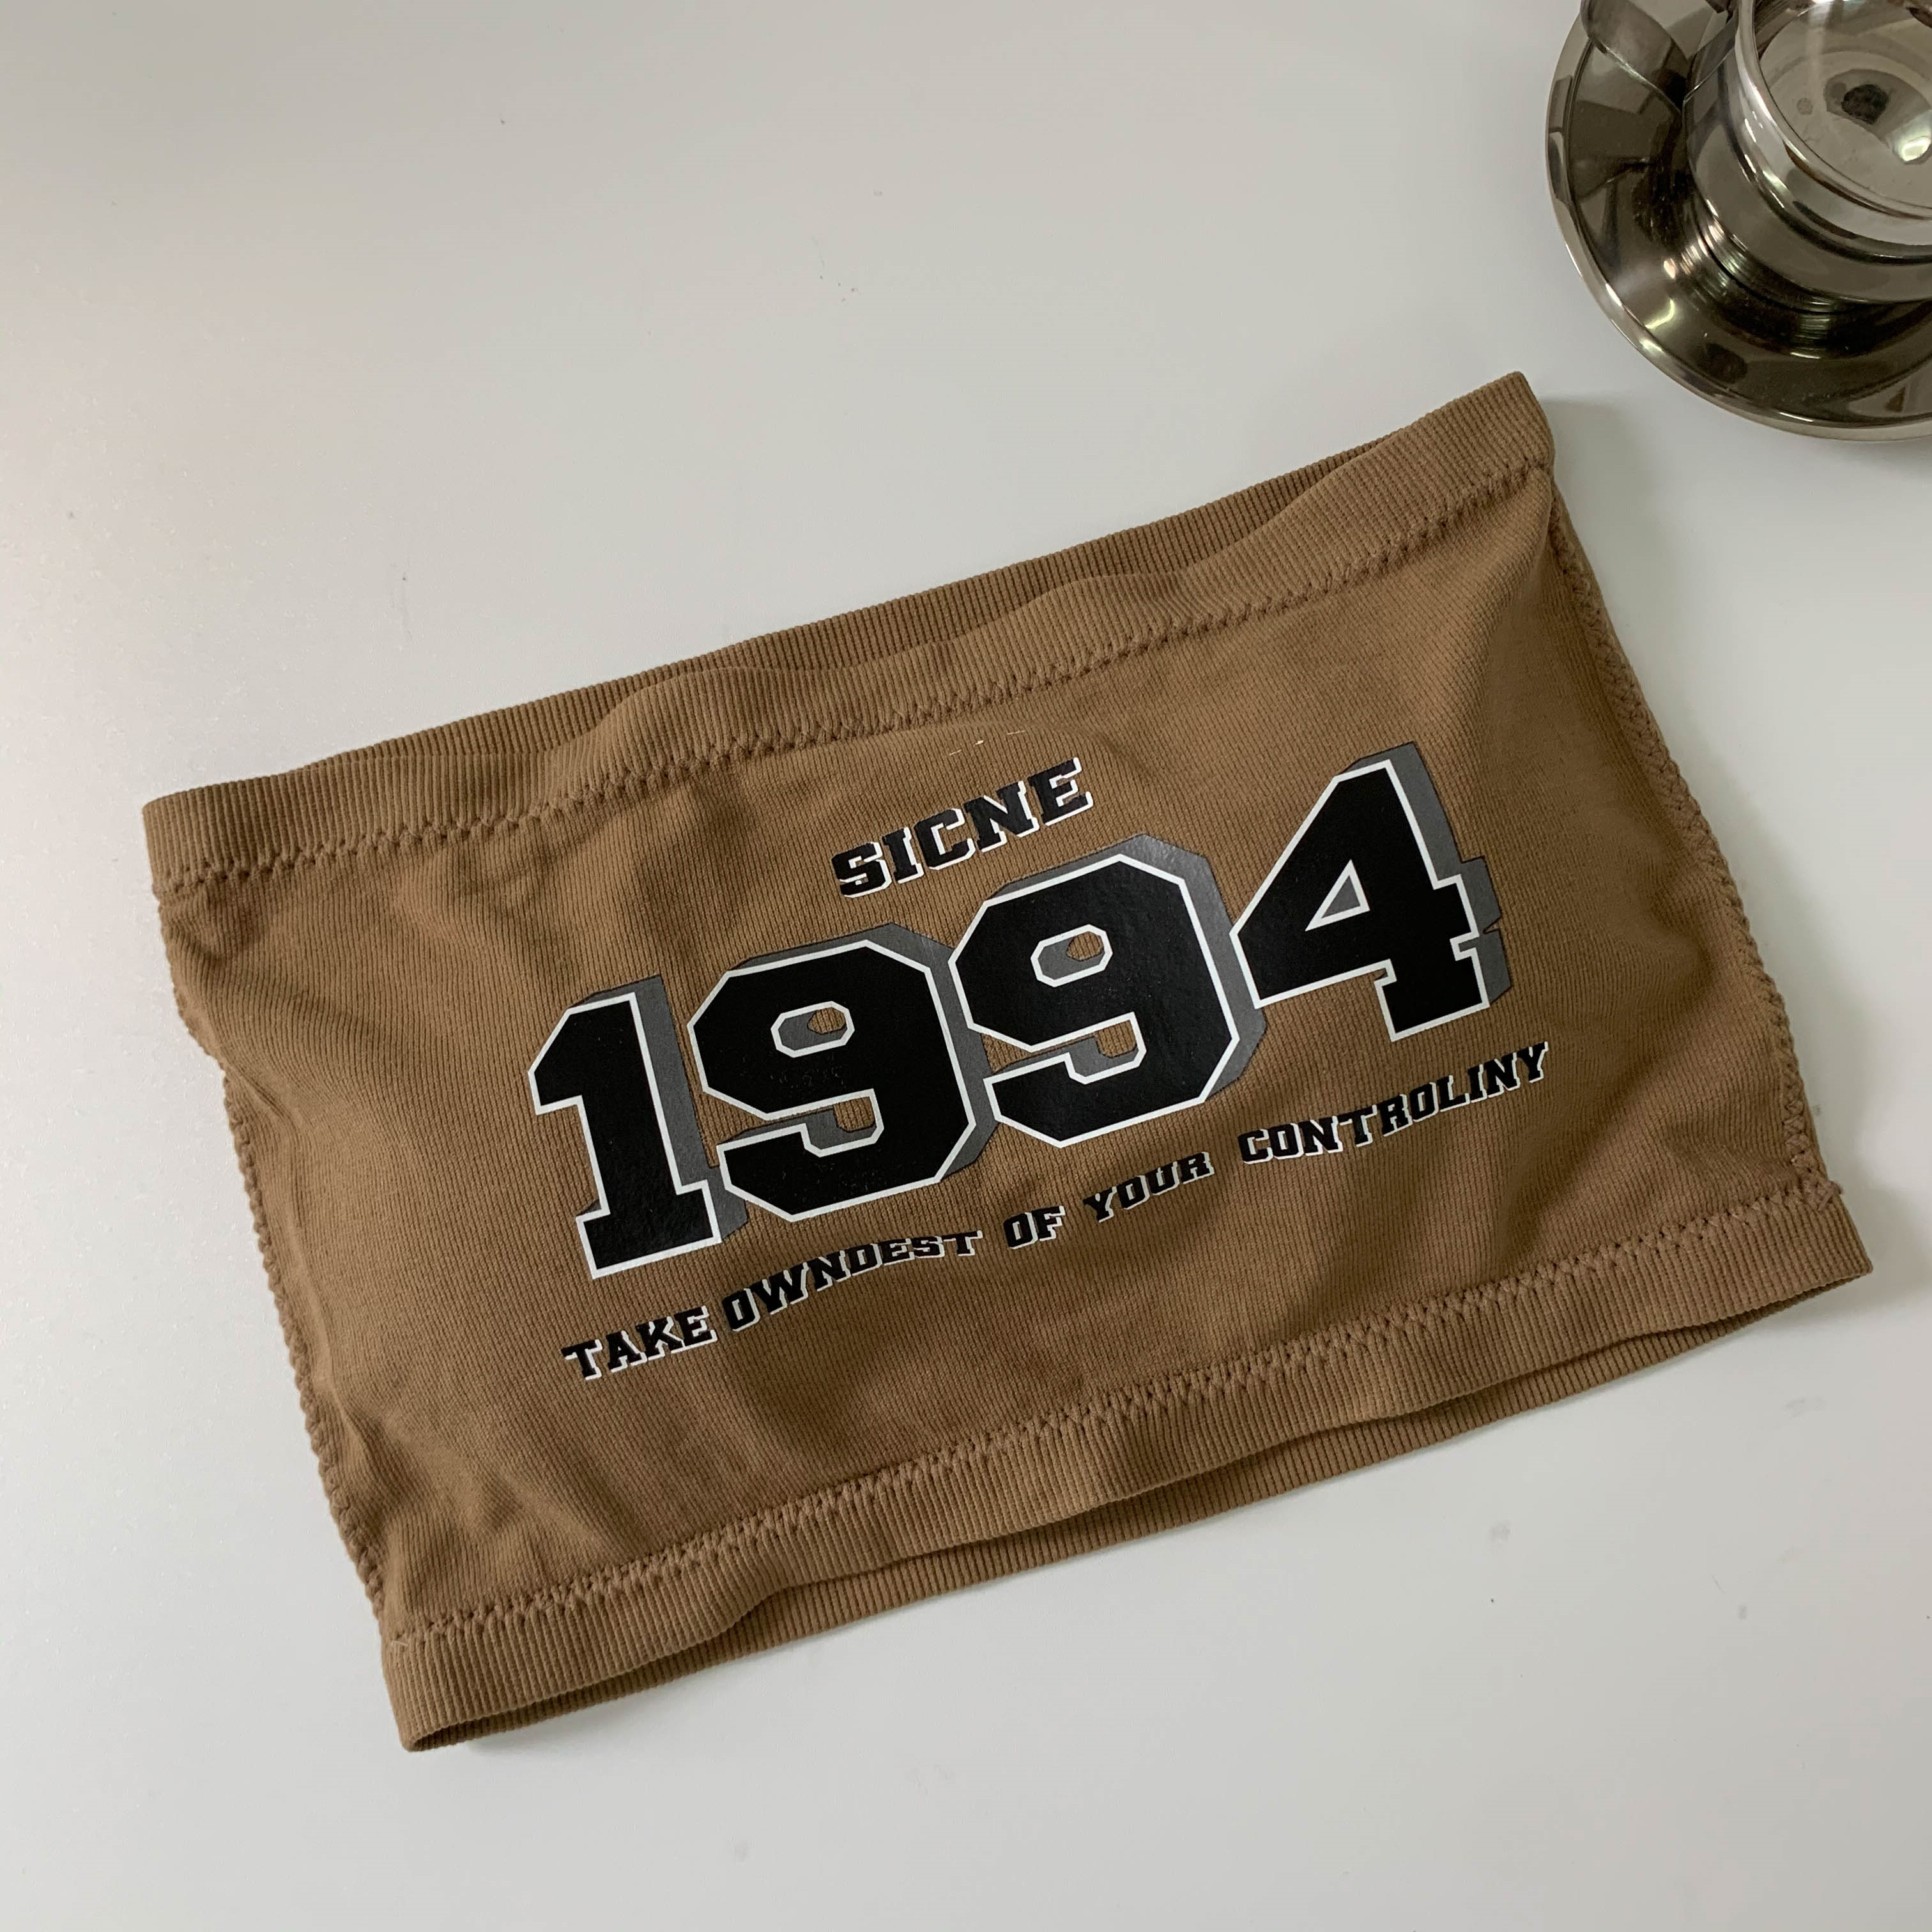 SICNE
1994
TAKE OWNDEST OF YOUR CONTROLINY